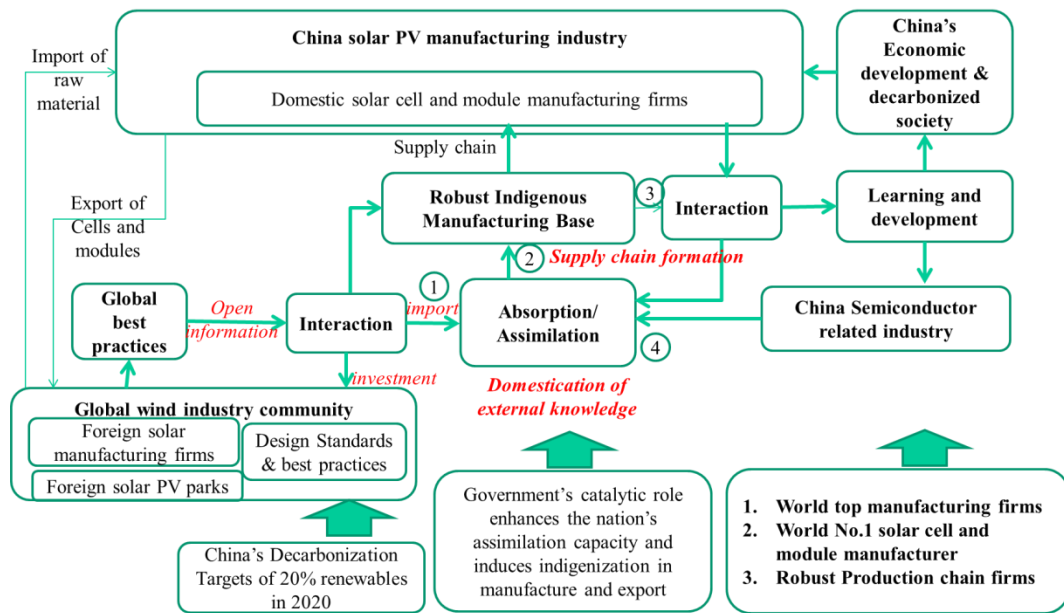 China solar PV manufacturing industry
Domestic solar cell and module manufacturing firms
China's
Economic
development &
decarbonized
society
Import of
raw
material
Supply chain
Export of
Cells and
modules
Robust Indigenous
Manufacturing Base
3
Interaction
Learning and
development
2
Supply chain formation
1
Global
best
practices
Open
information
Interaction
import
Absorption/
Assimilation
China Semiconductor
related industry
4
investment
Domestication of
external knowledge
Global wind industry community
Foreign solar
manufacturing firms
Design Standards
& best practices
Foreign solar PV parks
China's Decarbonization
Targets of 20% renewables
in 2020
Government's catalytic role
enhances the nation's
assimilation capacity and
induces indigenization in
manufacture and export
1. World top manufacturing firms
2. World No.1 solar cell and
module manufacturer
3. Robust Production chain firms